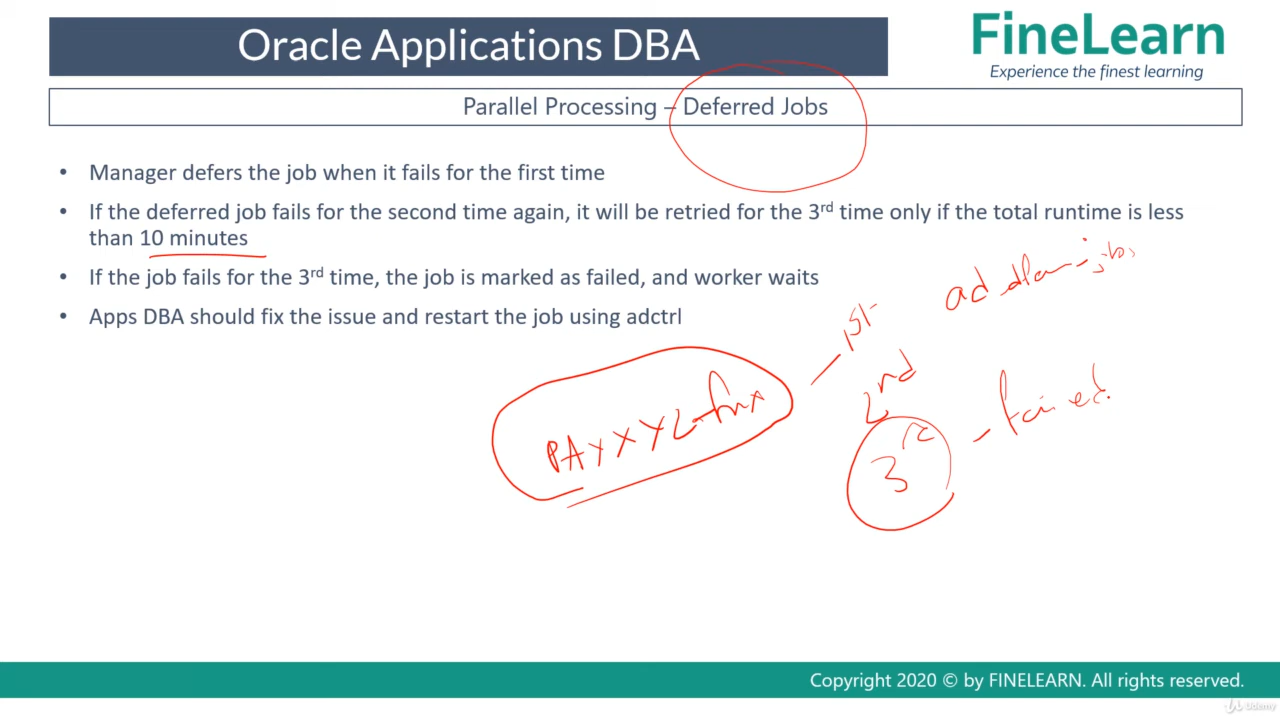 Oracle Applications DBA
FineLearn
Experience the finest learning
Parallel Processing – Deferred Jobs
• Manager defers the job when it fails for the first time
• If the deferred job fails for the second time again, it will be retried for the 3rd time only if the total runtime is less
than 10 minutes
• If the job fails for the 3rd time, the job is marked as failed, and worker waits
• Apps DBA should fix the issue and restart the job using adctrl
1st
2nd
3
failed
Copyright 2020 © by FINELEARN. All rights reserved.
Udemy